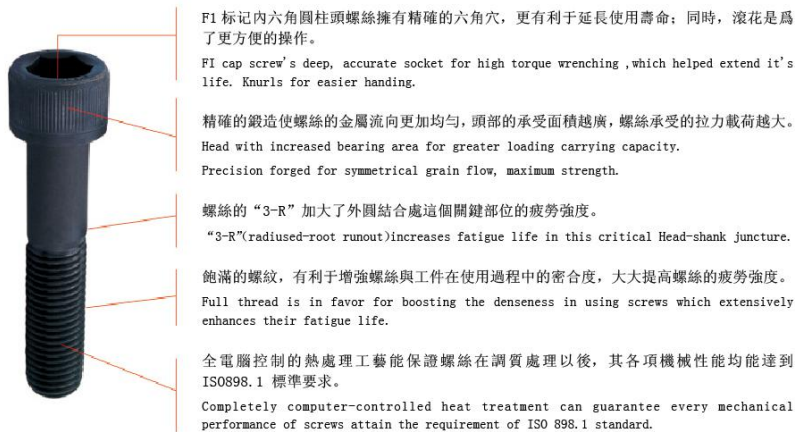 F1 标记内六角圓柱頭螺絲擁有精確的六角穴，更有利于延長使用壽命；同時，滾花是爲
了更方便的操作。
FI cap screw's deep, accurate socket for high torque wrenching ,which helped extend it's
life. Knurls for easier handing.
精確的鍛造使螺絲的金屬流向更加均勻，頭部的承受面積越廣，螺絲承受的拉力載荷越大。
Head with increased bearing area for greater loading carrying capacity.
Precision forged for symmetrical grain flow, maximum strength.
螺絲的“3-R”加大了外圓結合處這個關鍵部位的疲勞強度。
“3-R”(radiused-root runout)increases fatigue life in this critical Head-shank juncture.
飽滿的螺紋，有利于增強螺絲與工件在使用過程中的密合度，大大提高螺絲的疲勞強度。
Full thread is in favor for boosting the denseness in using screws which extensively
enhances their fatigue life.
全電腦控制的熱處理工藝能保證螺絲在調質處理以後，其各項機械性能均能達到
ISO898.1 標準要求。
Completely computer-controlled heat treatment can guarantee every mechanical
performance of screws attain the requirement of ISO 898.1 standard.